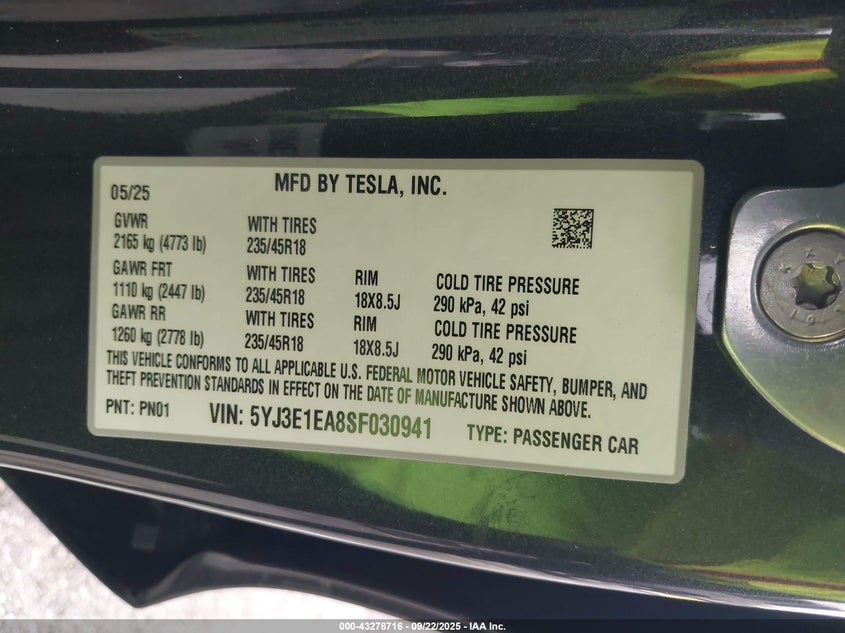 MFD BY TESLA, INC.
05/25
GVWR
2165 kg (4773 lb)
WITH TIRES
235/45R18
GAWR FRT
1110 kg (2447 lb)
WITH TIRES
235/45R18
RIM
18X8.5J
COLD TIRE PRESSURE
290 kPa, 42 psi
GAWR RR
1260 kg (2778 lb)
WITH TIRES
235/45R18
RIM
18X8.5J
COLD TIRE PRESSURE
290 kPa, 42 psi
THIS VEHICLE CONFORMS TO ALL APPLICABLE U.S. FEDERAL MOTOR VEHICLE SAFETY, BUMPER, AND
THEFT PREVENTION STANDARDS IN EFFECT ON THE DATE OF MANUFACTURE SHOWN ABOVE.
PNT: PN01
VIN: 5YJ3E1EA8SF030941
TYPE: PASSENGER CAR
000-43278716 - 09/22/2025 - IAA Inc.